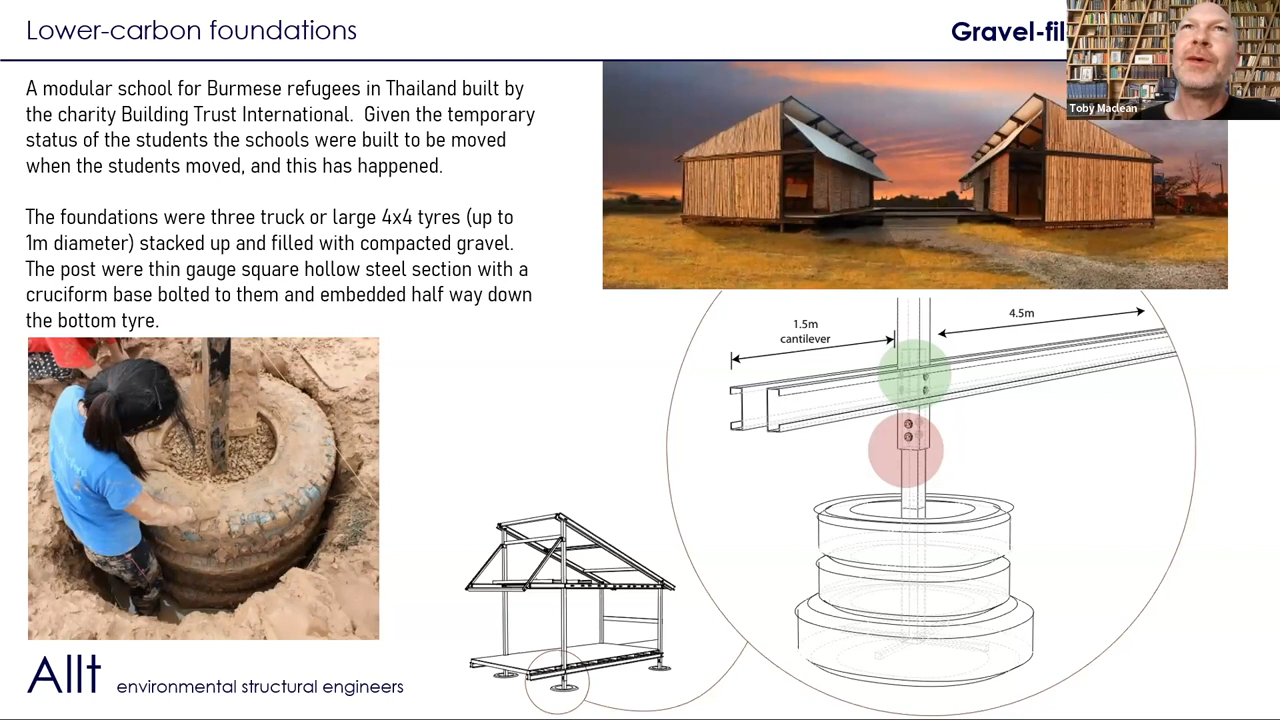 Lower-carbon foundations
Gravel-fil
Toby Maclean
A modular school for Burmese refugees in Thailand built by
the charity Building Trust International.  Given the temporary
status of the students the schools were built to be moved
when the students moved, and this has happened.
The foundations were three truck or large 4x4 tyres (up to
1m diameter) stacked up and filled with compacted gravel.
The post were thin gauge square hollow steel section with a
cruciform base bolted to them and embedded half way down
the bottom tyre.
1.5m
cantilever
4.5m
Allt environmental structural engineers